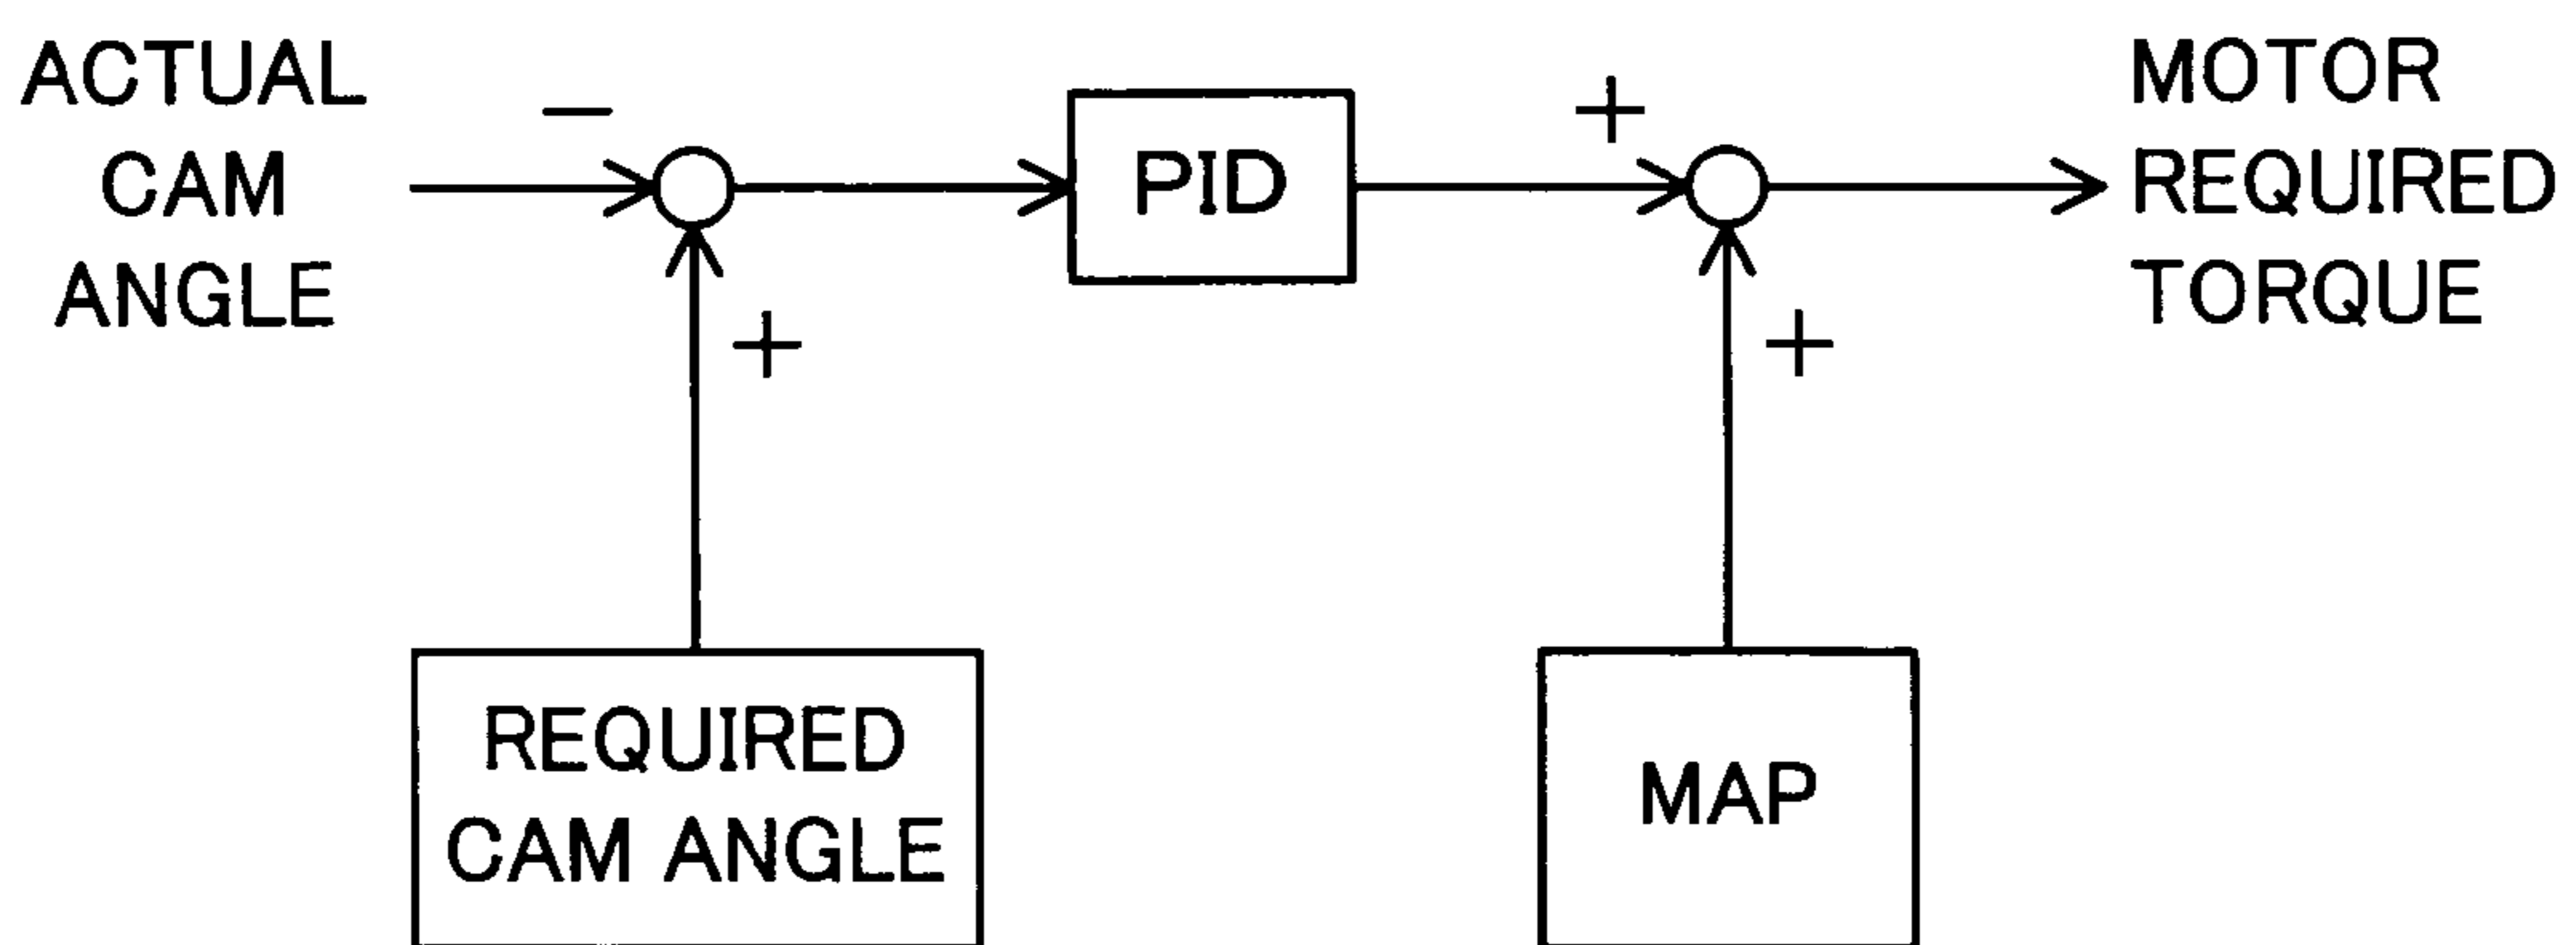 ACTUAL
CAM
ANGLE
−
+
PID
+
+
MOTOR
REQUIRED
TORQUE
REQUIRED
CAM ANGLE
MAP